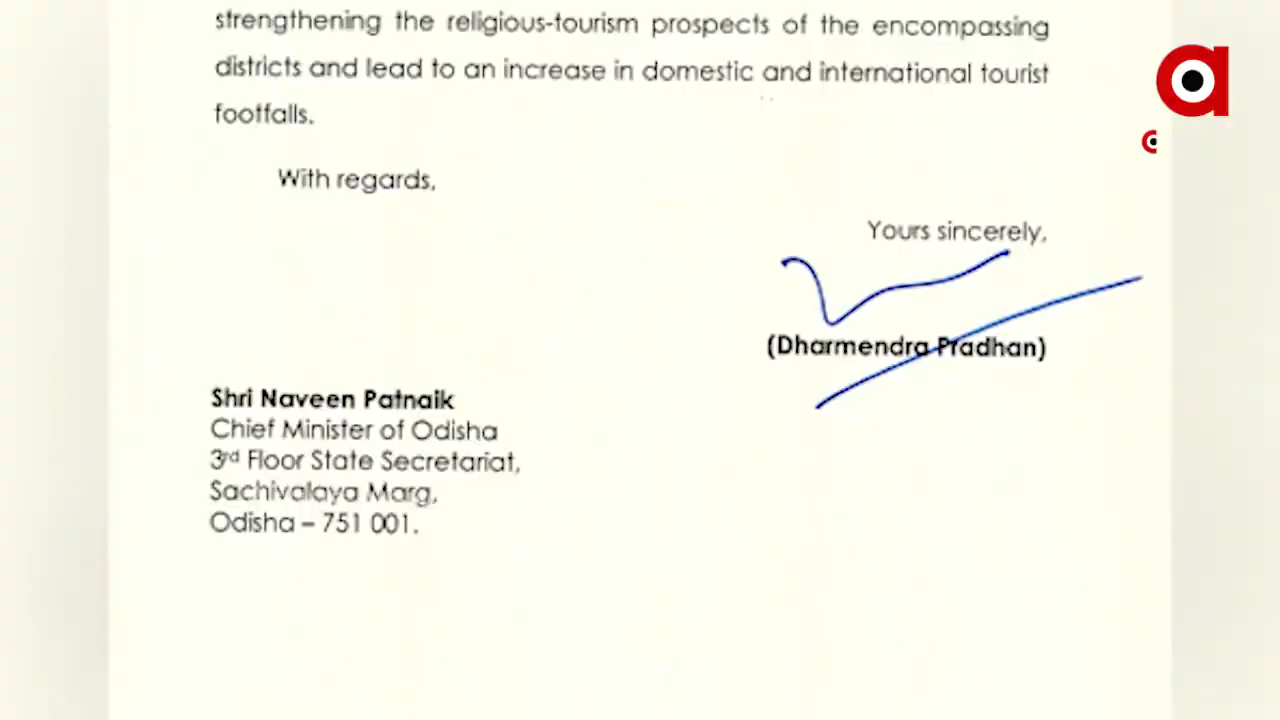 strengthening the religious-tourism prospects of the encompassing
districts and lead to an increase in domestic and international tourist
footfalls.
With regards,
Yours sincerely,
(Dharmendra Pradhan)
Shri Naveen Patnaik
Chief Minister of Odisha
3rd Floor State Secretariat,
Sachivalaya Marg,
Odisha – 751 001.